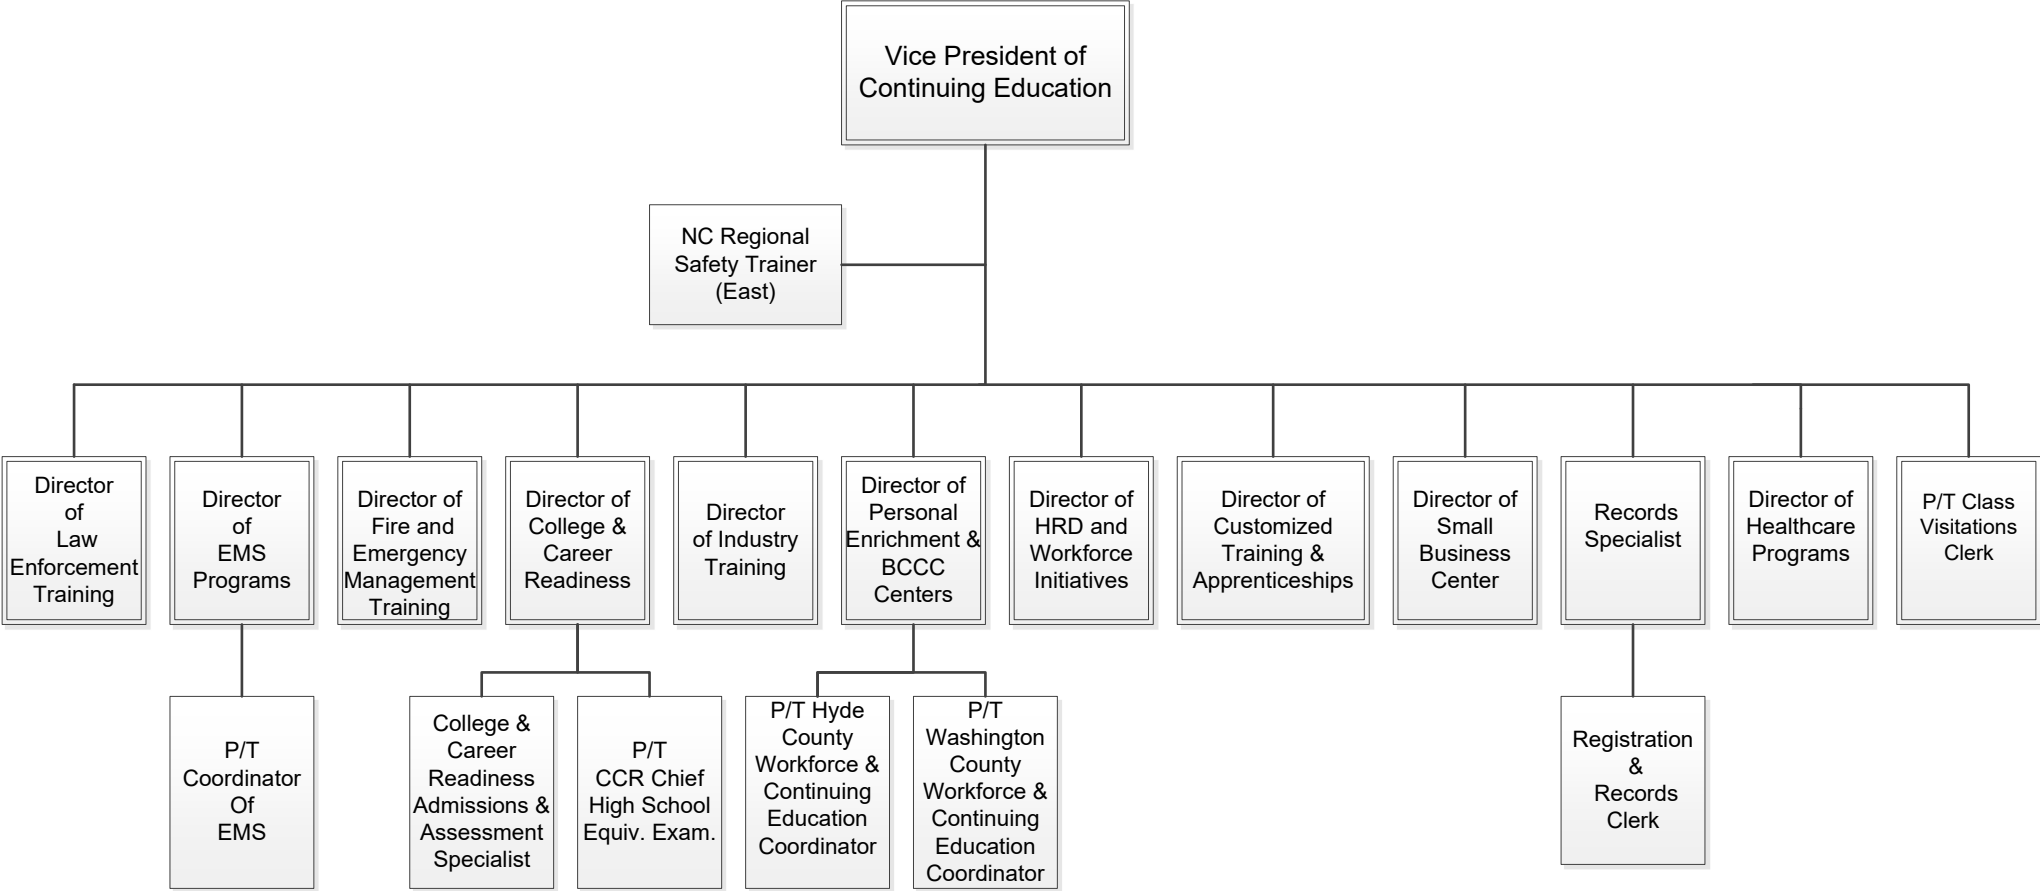 Vice President of
Continuing Education
NC Regional
Safety Trainer
(East)
Director
of
Law
Enforcement
Training
Director
of
EMS
Programs
Director of
Fire and
Emergency
Management
Training
Director of
College &
Career
Readiness
Director
of Industry
Training
Director of
Personal
Enrichment &
BCCC
Centers
Director of
HRD and
Workforce
Initiatives
Director of
Customized
Training &
Apprenticeships
Director of
Small
Business
Center
Records
Specialist
Director of
Healthcare
Programs
P/T Class
Visitations
Clerk
P/T
Coordinator
Of
EMS
College &
Career
Readiness
Admissions &
Assessment
Specialist
P/T
CCR Chief
High School
Equiv. Exam.
P/T Hyde
County
Workforce &
Continuing
Education
Coordinator
P/T
Washington
County
Workforce &
Continuing
Education
Coordinator
Registration
&
Records
Clerk